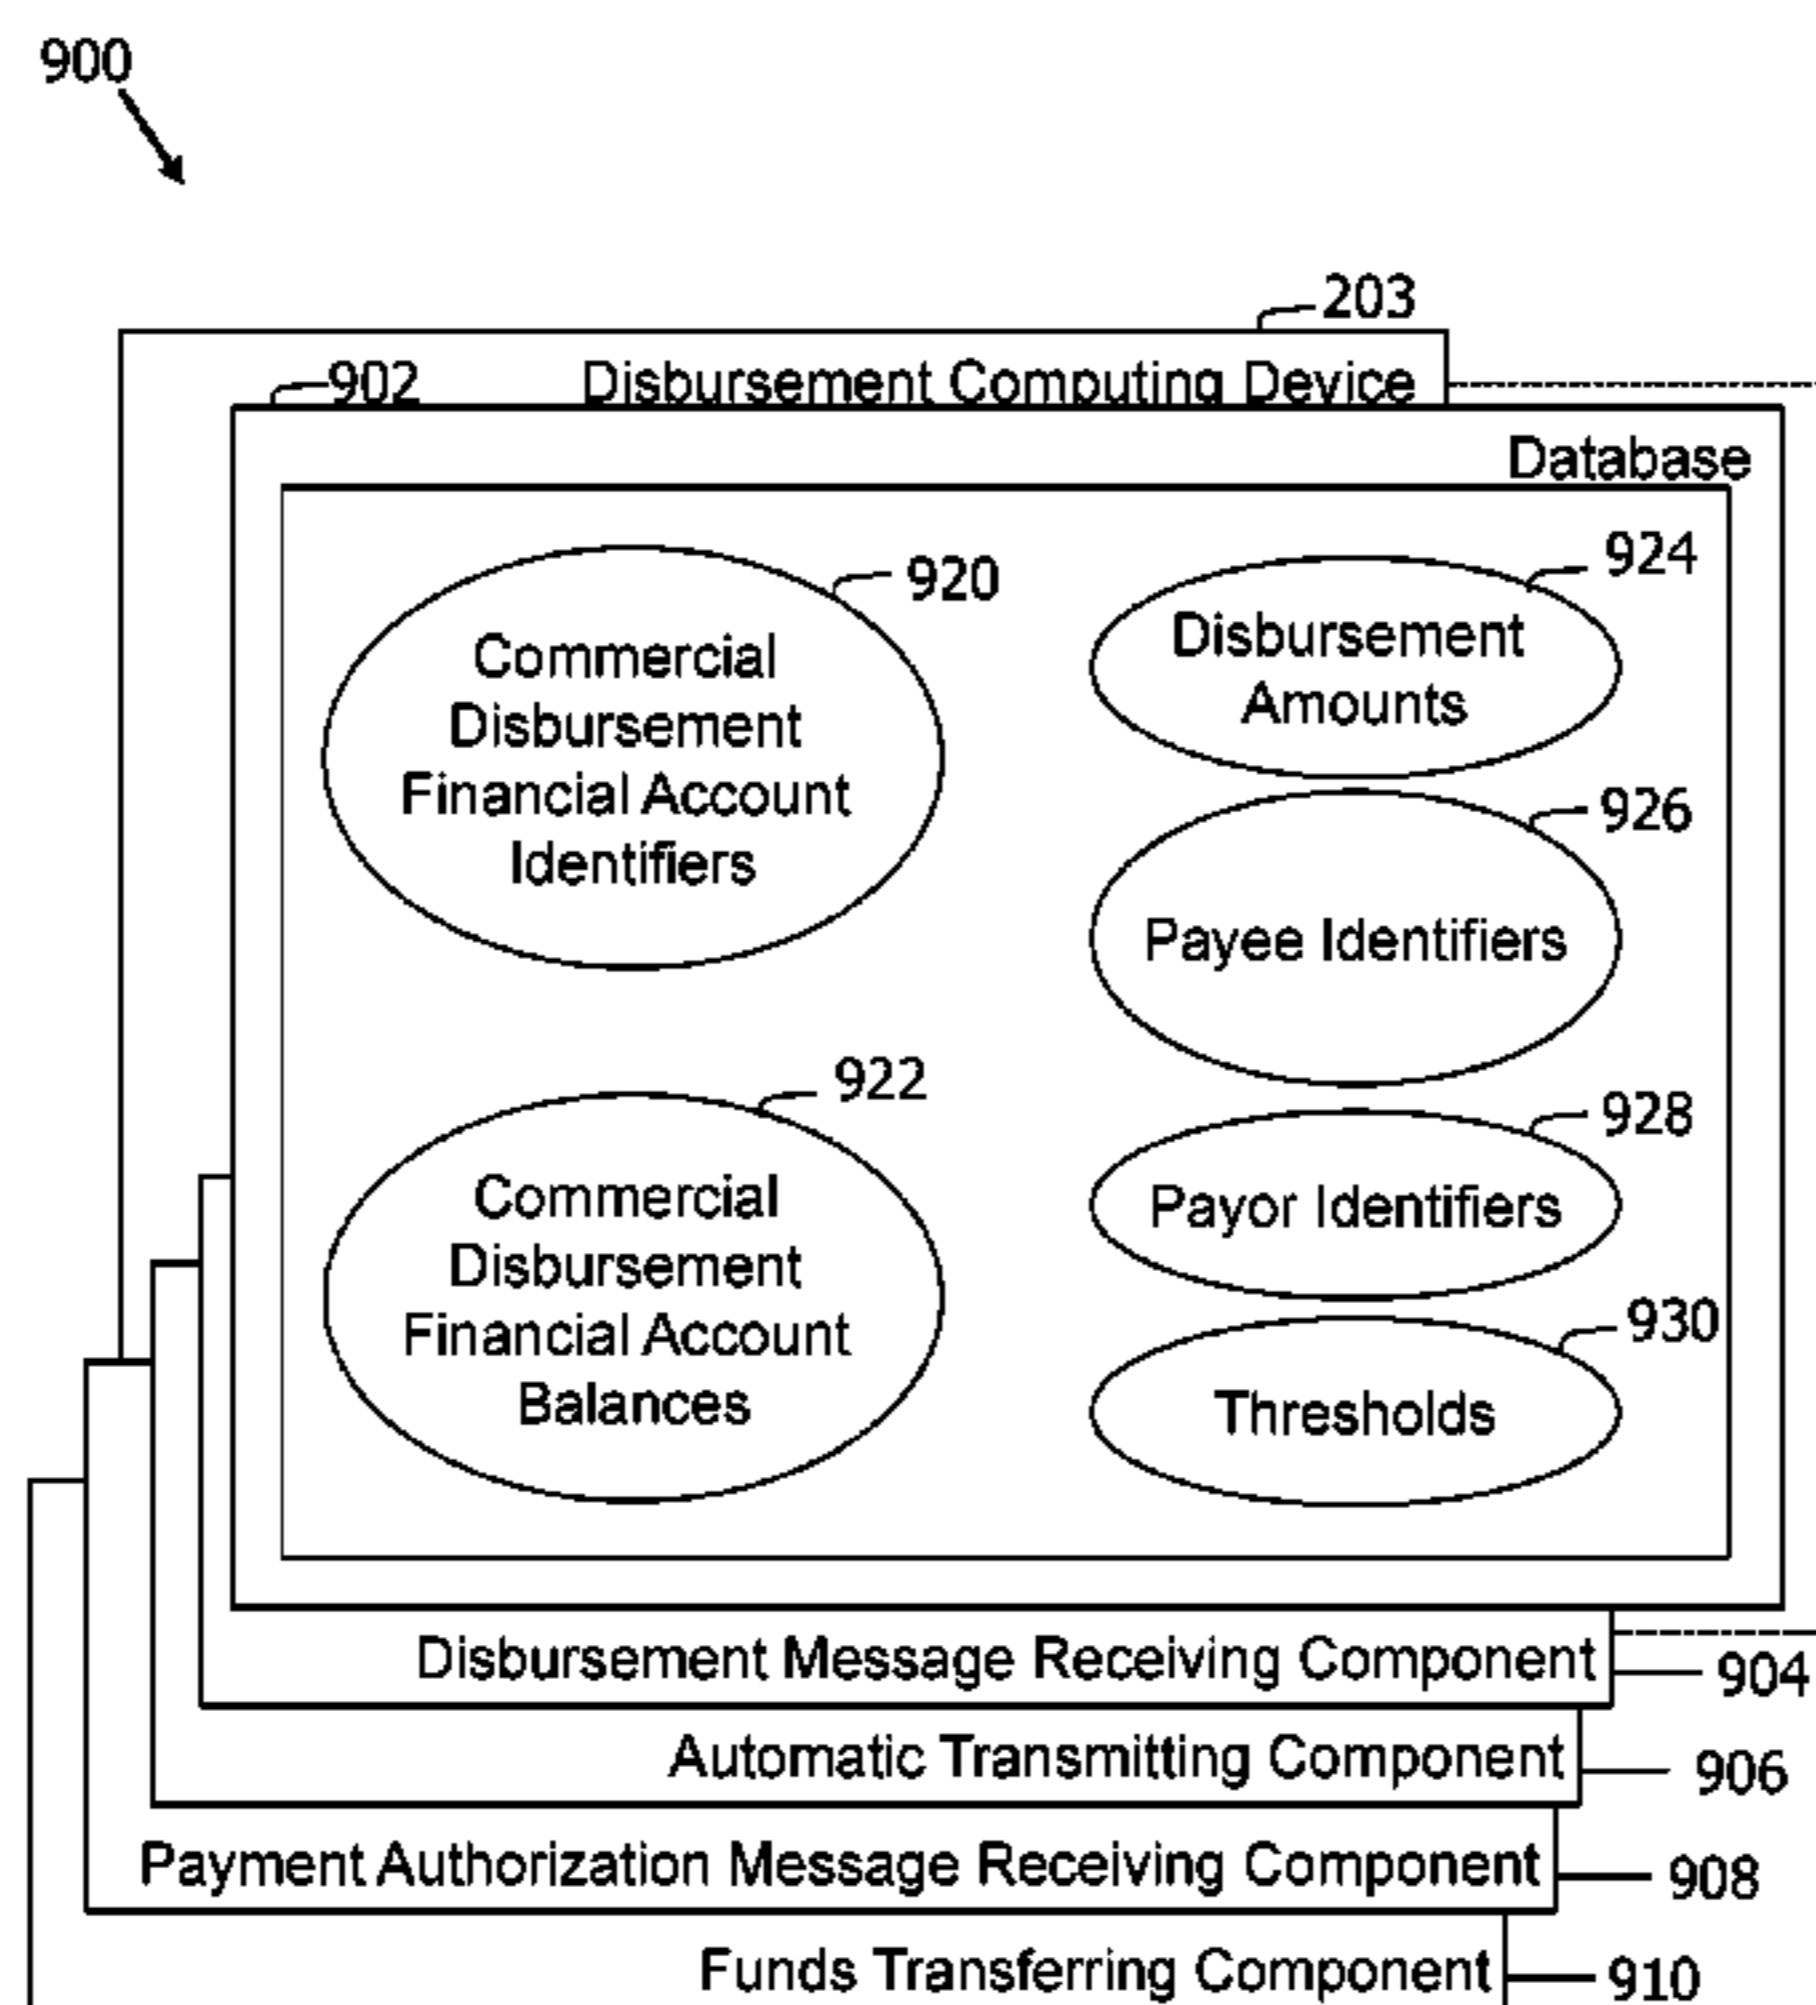 900
203
902
Disbursement Computing Device
Database
920
Commercial
Disbursement
Financial Account
Identifiers
924
Disbursement
Amounts
926
Payee Identifiers
922
Commercial
Disbursement
Financial Account
Balances
928
Payor Identifiers
930
Thresholds
Disbursement Message Receiving Component
904
Automatic Transmitting Component
906
Payment Authorization Message Receiving Component
908
Funds Transferring Component
910